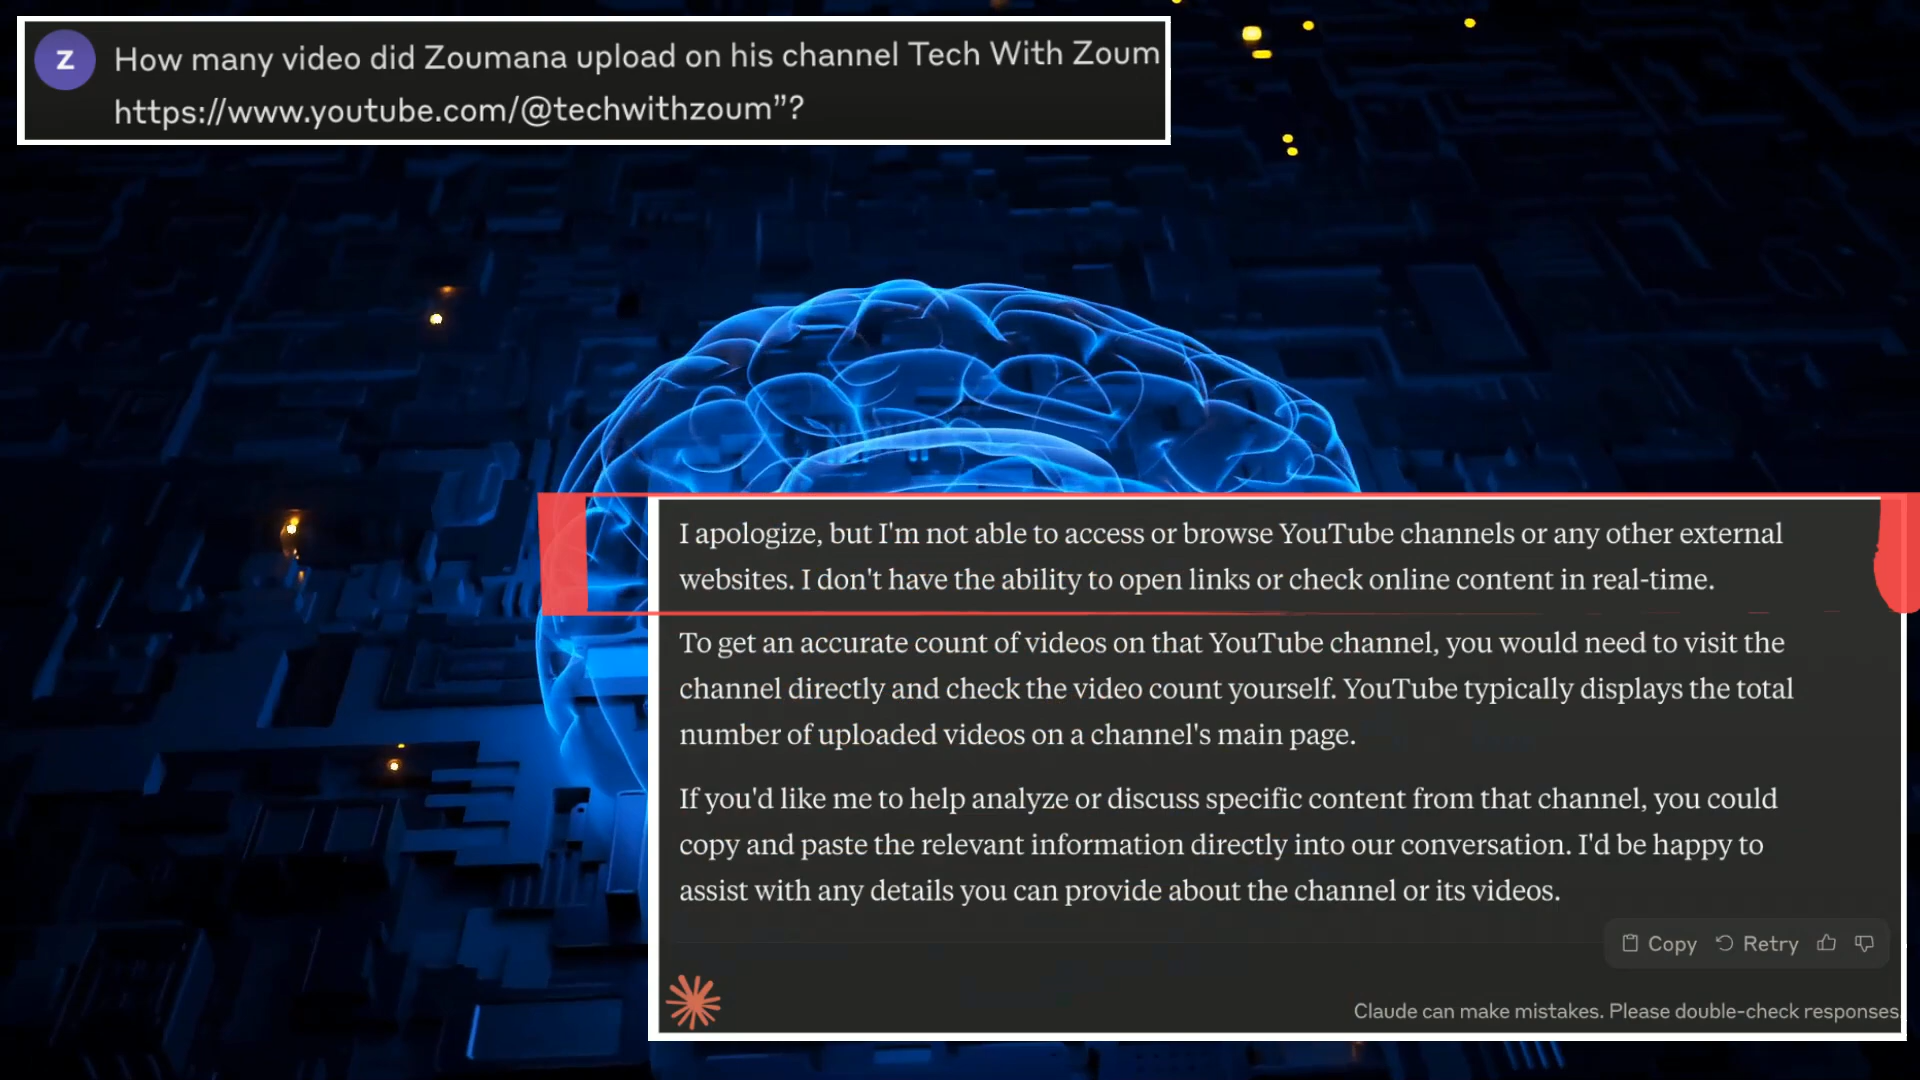 Z
How many video did Zoumana upload on his channel Tech With Zoum
https://www.youtube.com/@techwithzoum”?
I apologize, but I'm not able to access or browse YouTube channels or any other external
websites. I don't have the ability to open links or check online content in real-time.
To get an accurate count of videos on that YouTube channel, you would need to visit the
channel directly and check the video count yourself. YouTube typically displays the total
number of uploaded videos on a channel's main page.
If you'd like me to help analyze or discuss specific content from that channel, you could
copy and paste the relevant information directly into our conversation. I'd be happy to
assist with any details you can provide about the channel or its videos.
Copy Retry
Claude can make mistakes. Please double-check responses.